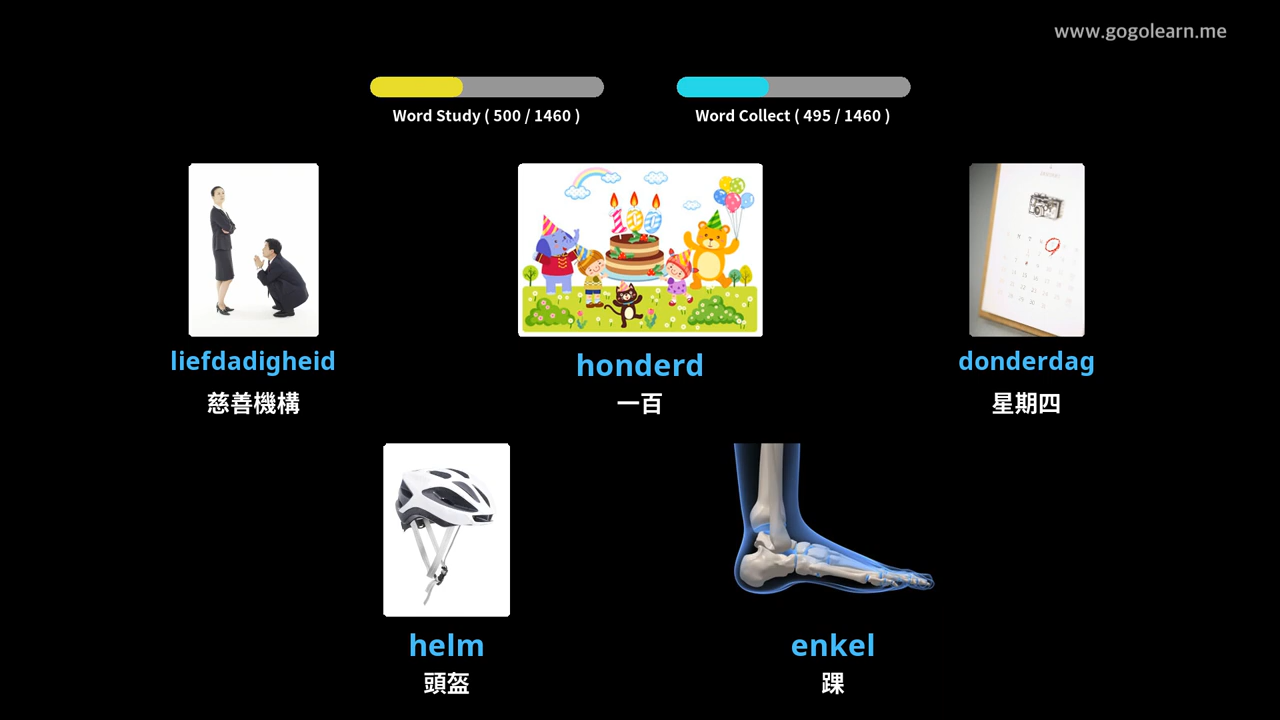 www.gogolearn.me
Word Study ( 500 / 1460 )
Word Collect ( 495 / 1460 )
liefdadigheid
慈善機構
honderd
一百
donderdag
星期四
helm
頭盔
enkel
踝